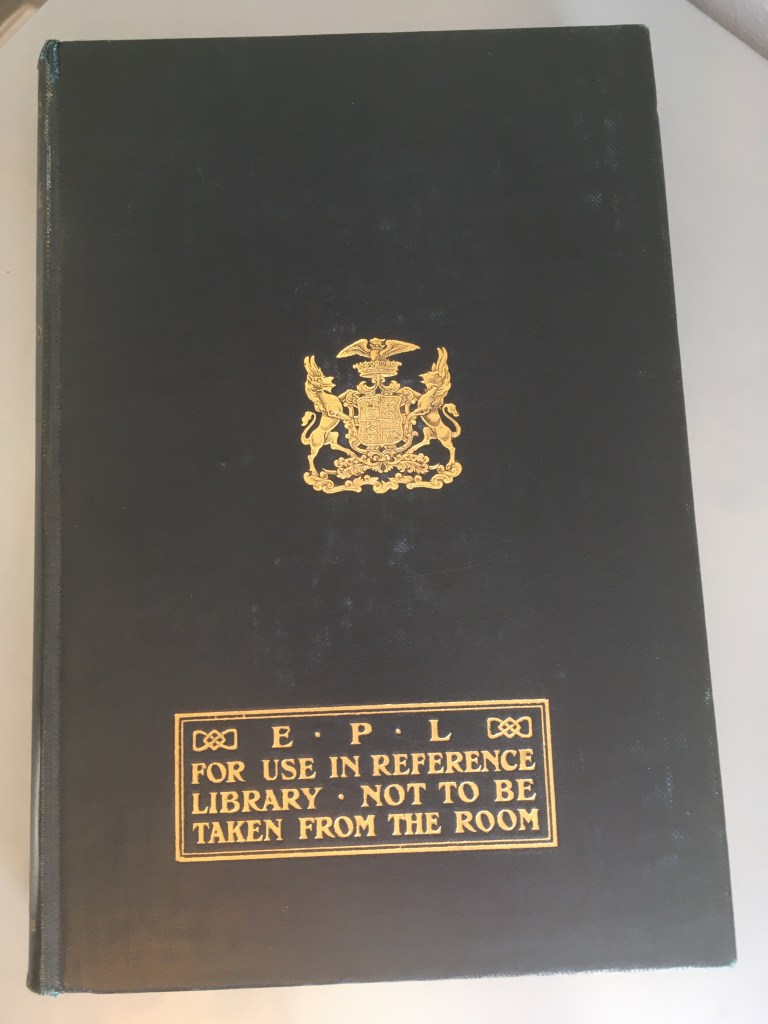 E · P · L
FOR USE IN REFERENCE
LIBRARY · NOT TO BE
TAKEN FROM THE ROOM